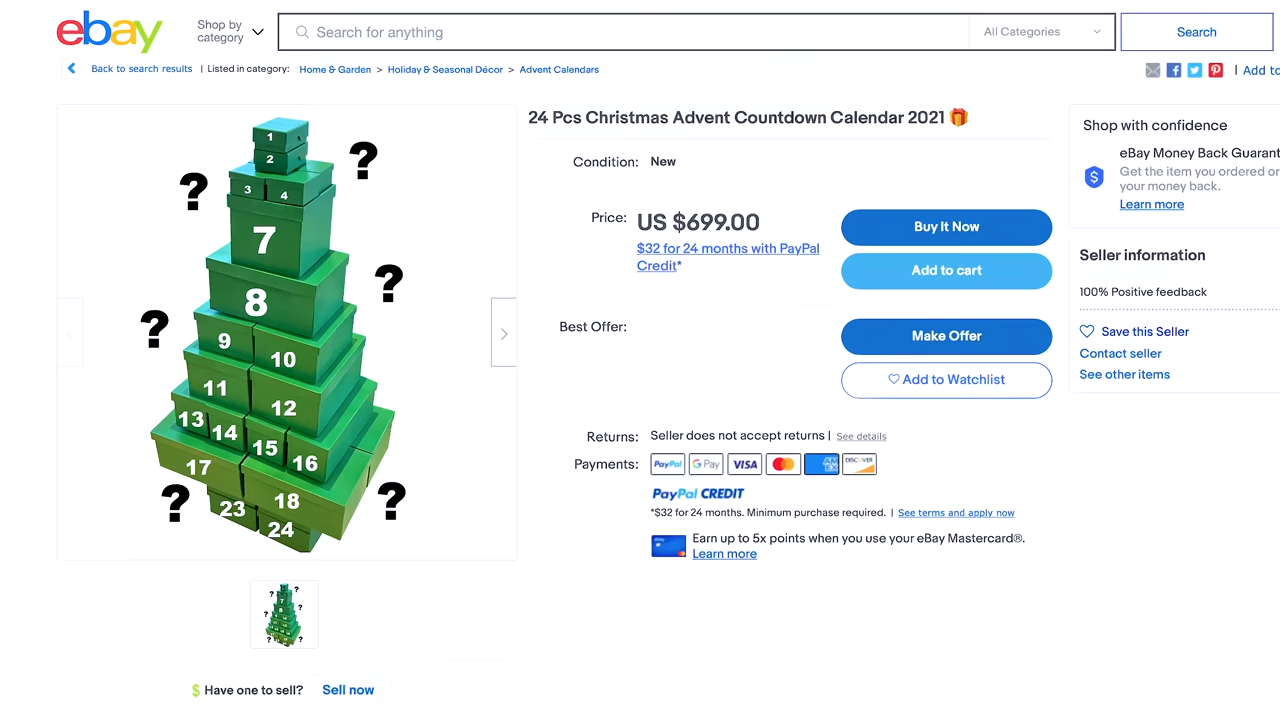 ebay
Shop by
category
Search for anything
All Categories
Search
Back to search results | Listed in category: Home & Garden > Holiday & Seasonal Décor > Advent Calendars
| Add to
24 Pcs Christmas Advent Countdown Calendar 2021
Condition: New
Price: US $699.00
$32 for 24 months with PayPal
Credit*
Buy It Now
Add to cart
Best Offer:
Make Offer
Add to Watchlist
Returns: Seller does not accept returns | See details
Payments: PayPal G Pay VISA AMEX DISCOVER
PayPal CREDIT
*$32 for 24 months. Minimum purchase required. | See terms and apply now
Earn up to 5x points when you use your eBay Mastercard®.
Learn more
Shop with confidence
eBay Money Back Guarant
Get the item you ordered or
your money back.
Learn more
Seller information
100% Positive feedback
Save this Seller
Contact seller
See other items
1
2
?
?
3 4
7
?
8
?
9
10
11
12
13
14
15
16
17
18
?
?
23
24
$ Have one to sell? Sell now